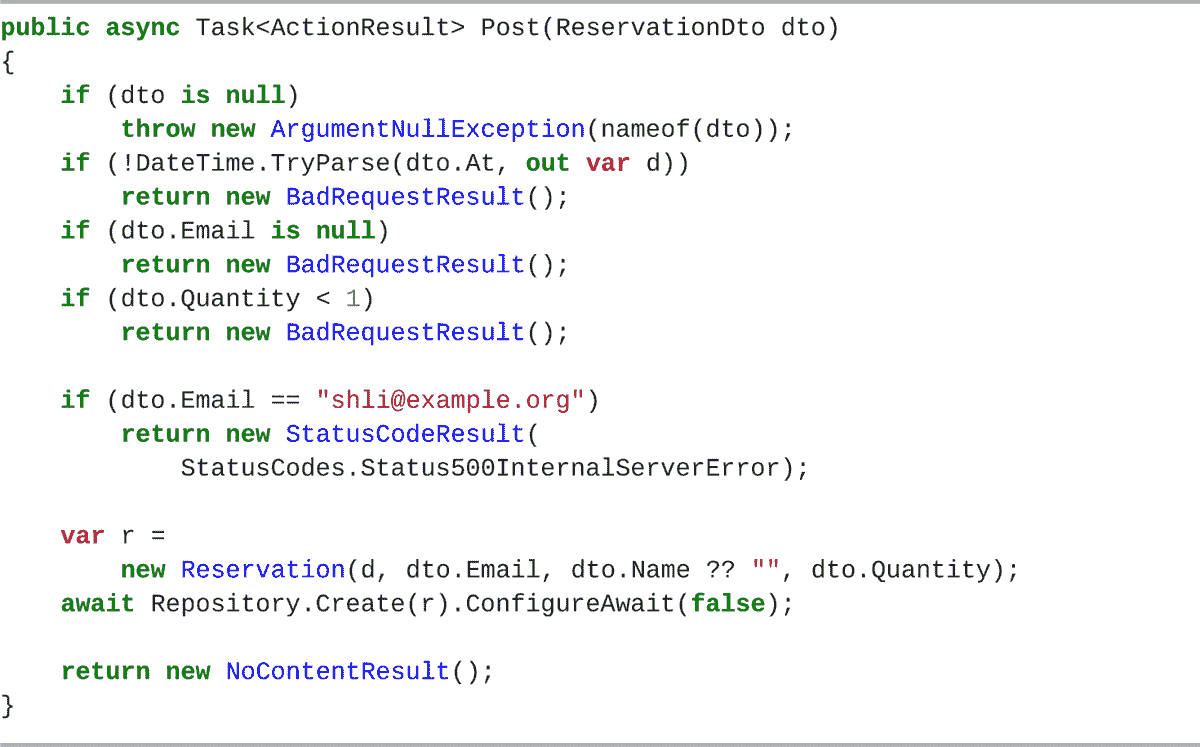 public async Task<ActionResult> Post(ReservationDto dto)
{
    if (dto is null)
        throw new ArgumentNullException(nameof(dto));
    if (!DateTime.TryParse(dto.At, out var d))
        return new BadRequestResult();
    if (dto.Email is null)
        return new BadRequestResult();
    if (dto.Quantity < 1)
        return new BadRequestResult();

    if (dto.Email == "shli@example.org")
        return new StatusCodeResult(
            StatusCodes.Status500InternalServerError);

    var r =
        new Reservation(d, dto.Email, dto.Name ?? "", dto.Quantity);
    await Repository.Create(r).ConfigureAwait(false);

    return new NoContentResult();
}